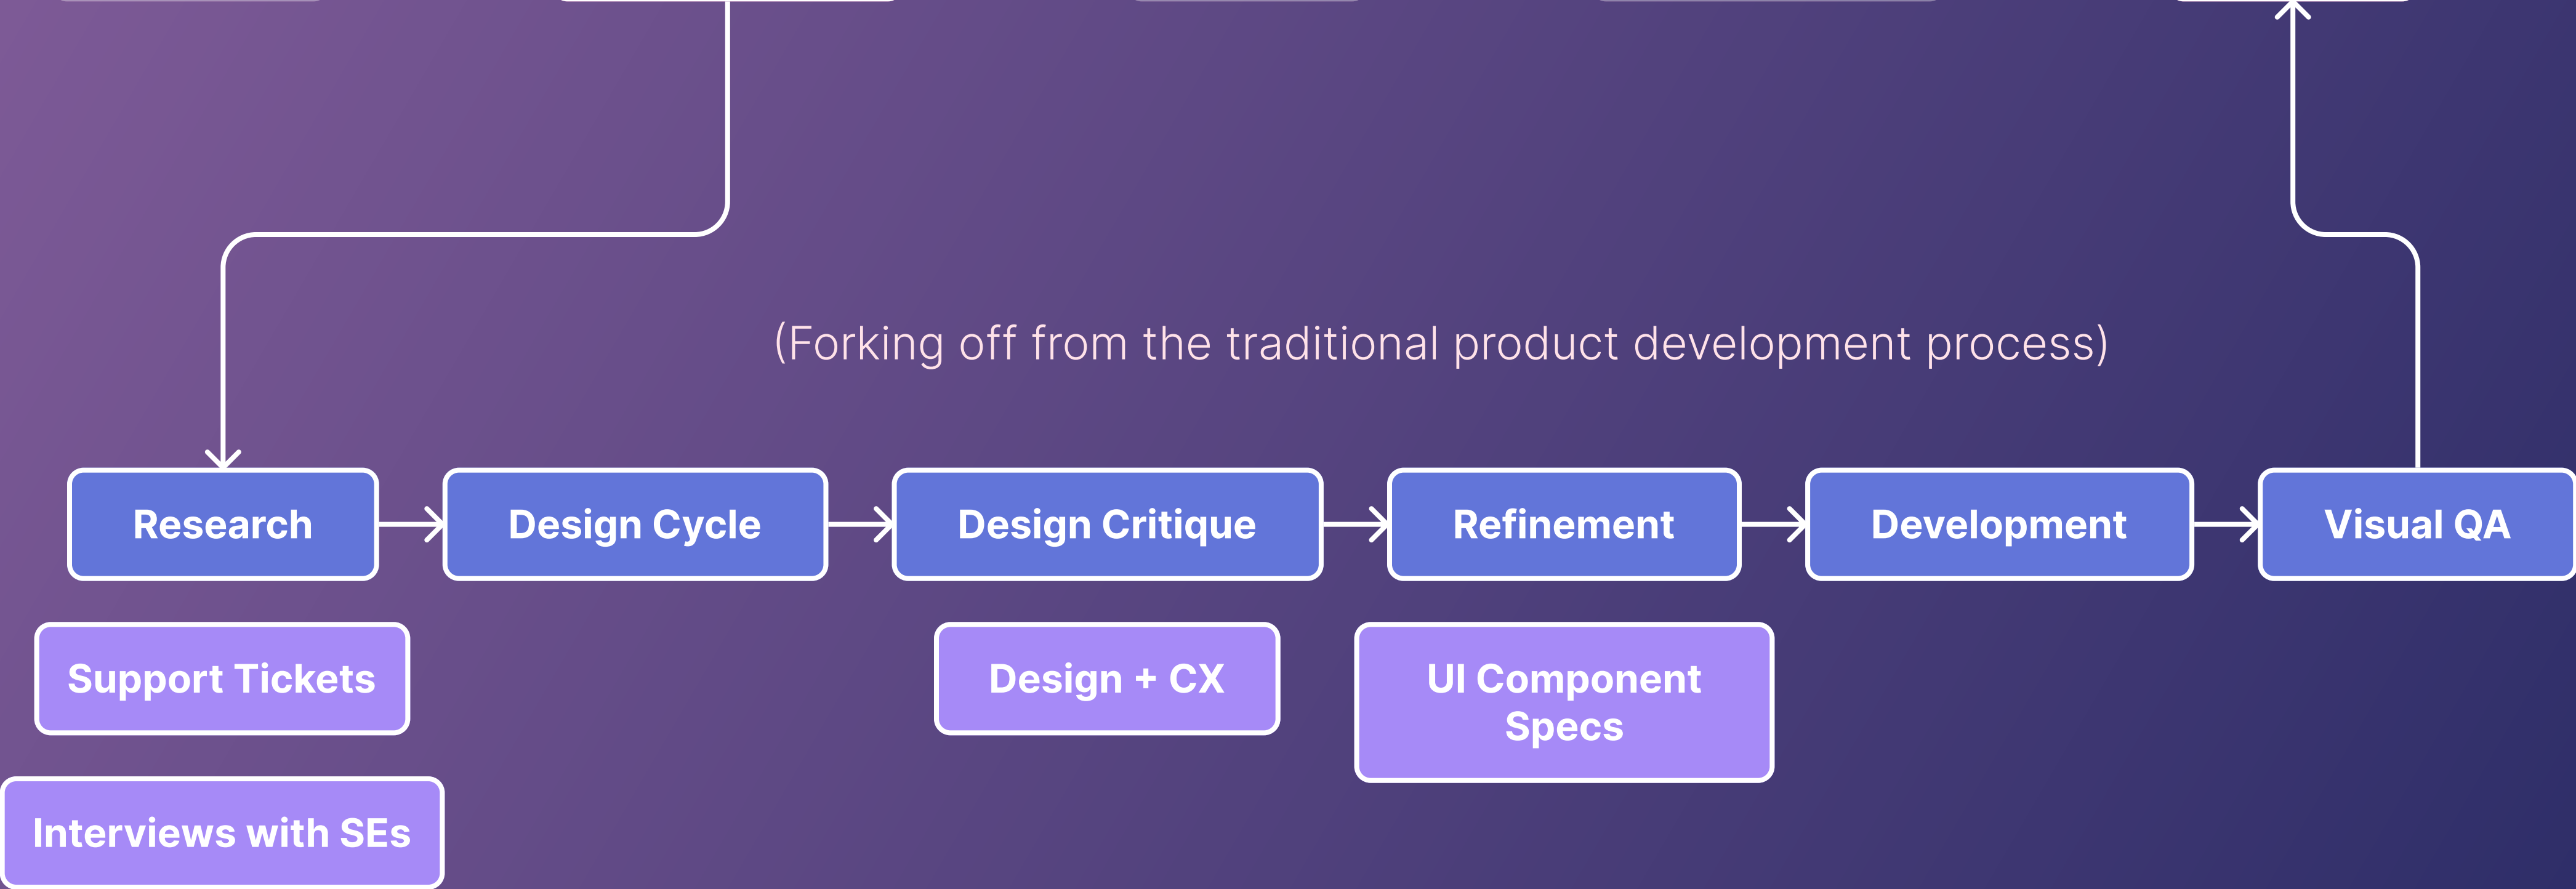 (Forking off from the traditional product development process)
Research
Design Cycle
Design Critique
Refinement
Development
Visual QA
Support Tickets
Design + CX
UI Component
Specs
Interviews with SEs